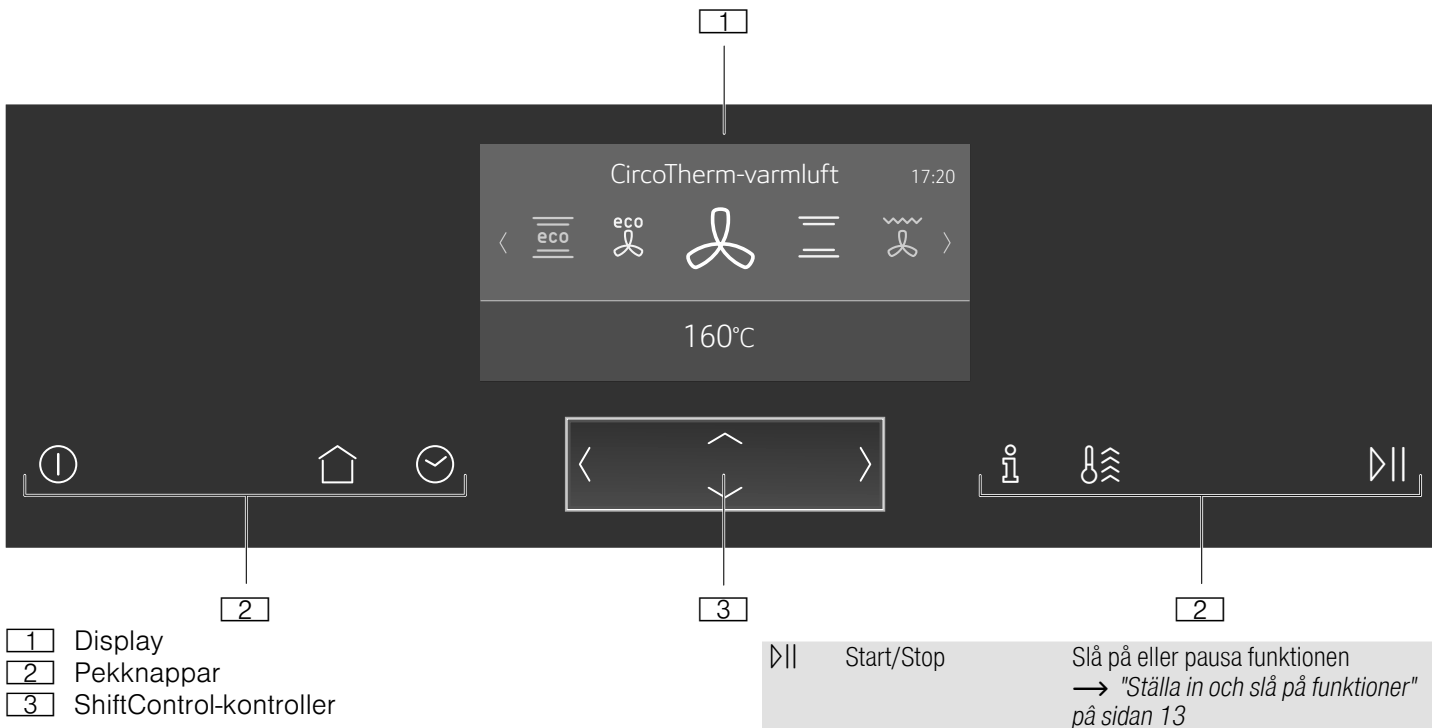 1
CircoTherm-varmluft 17:20
eco eco
160°C
2 3 2
1 Display
2 Pekknappar
3 ShiftControl-kontroller
Start/Stop Slå på eller pausa funktionen
→ "Ställa in och slå på funktioner"
på sidan 13